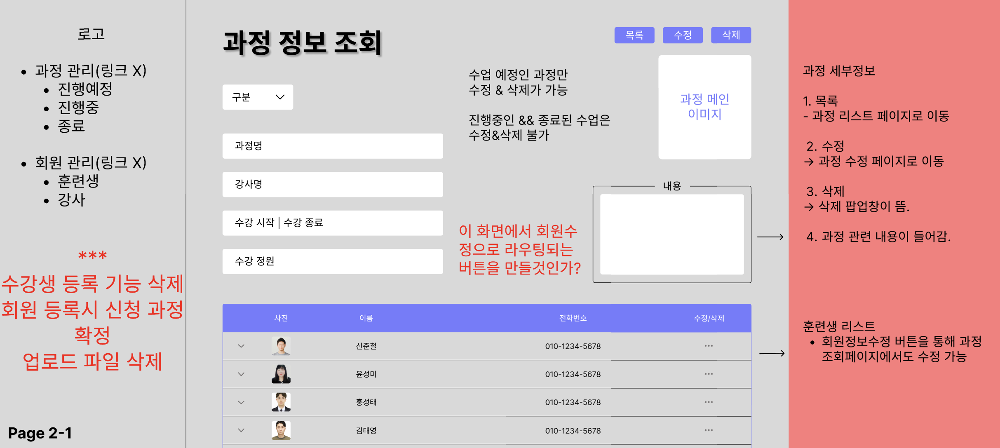 로고
과정 관리(링크 X)
진행예정
진행중
종료
회원 관리(링크 X)
훈련생
강사
***
수강생 등록 기능 삭제
회원 등록시 신청 과정
확정
업로드 파일 삭제
Page 2-1
과정 정보 조회
목록
수정
삭제
구분
수업 예정인 과정만
수정 & 삭제가 가능
진행중인 && 종료된 수업은
수정&삭제 불가
과정 메인
이미지
과정명
강사명
수강 시작 | 수강 종료
수강 정원
이 화면에서 회원수
정으로 라우팅되는
버튼을 만들것인가?
내용
사진 이름 전화번호 수정/삭제
신준철 010-1234-5678
윤성미 010-1234-5678
홍성태 010-1234-5678
김태영 010-1234-5678
과정 세부정보
1. 목록
- 과정 리스트 페이지로 이동
2. 수정
→ 과정 수정 페이지로 이동
3. 삭제
→ 삭제 팝업창이 뜸.
4. 과정 관련 내용이 들어감.
훈련생 리스트
회원정보수정 버튼을 통해 과정
조회페이지에서도 수정 가능